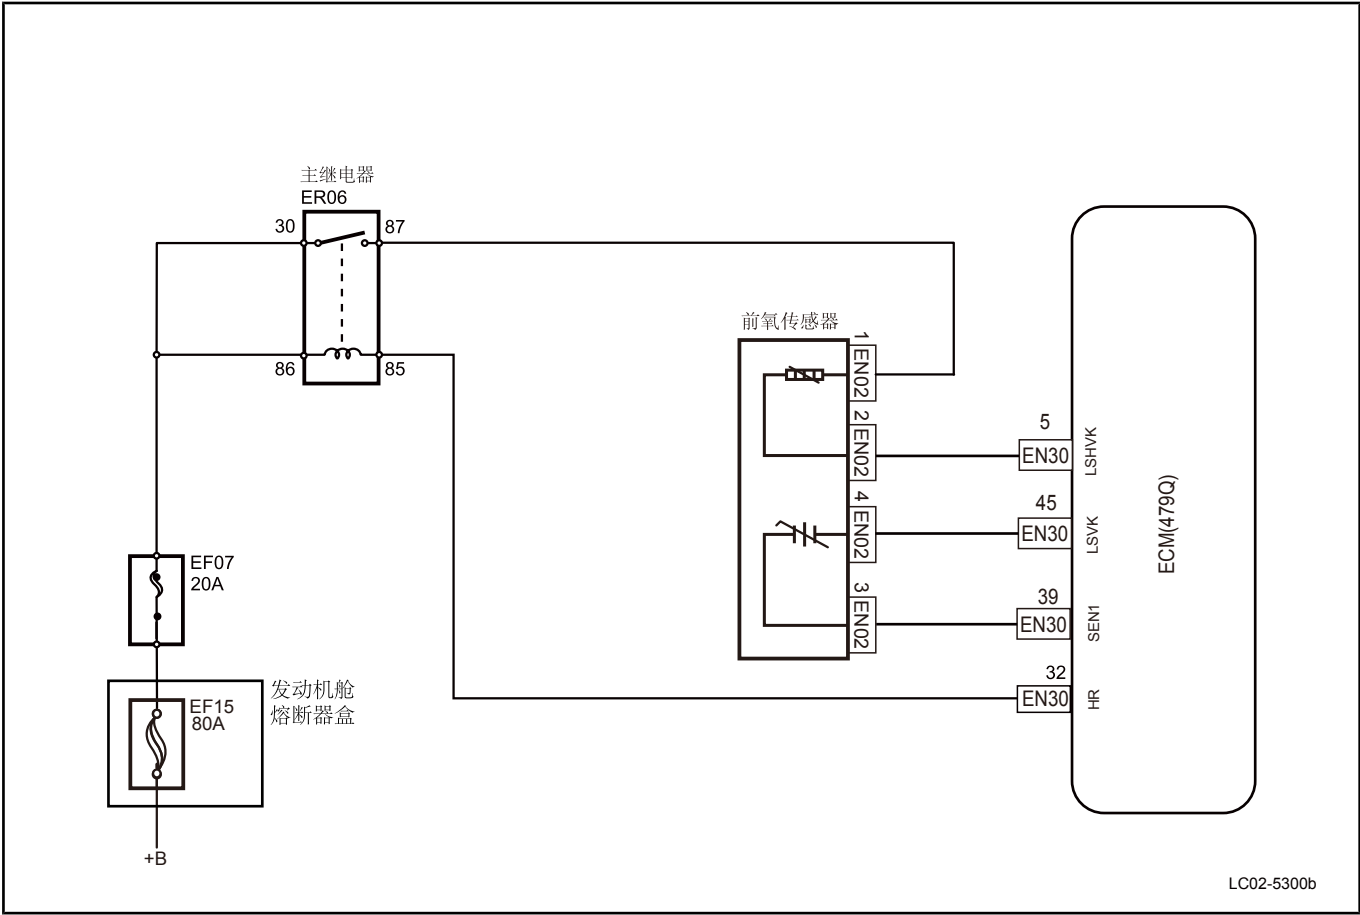 主继电器
ER06
30
87
86
85
前氧传感器
1
EN02
2
EN02
4
EN02
3
EN02
5
EN30
LSHVK
45
EN30
LSVK
39
EN30
SEN1
32
EN30
HR
ECM(479Q)
EF07
20A
发动机舱
熔断器盒
EF15
80A
+B
LC02-5300b